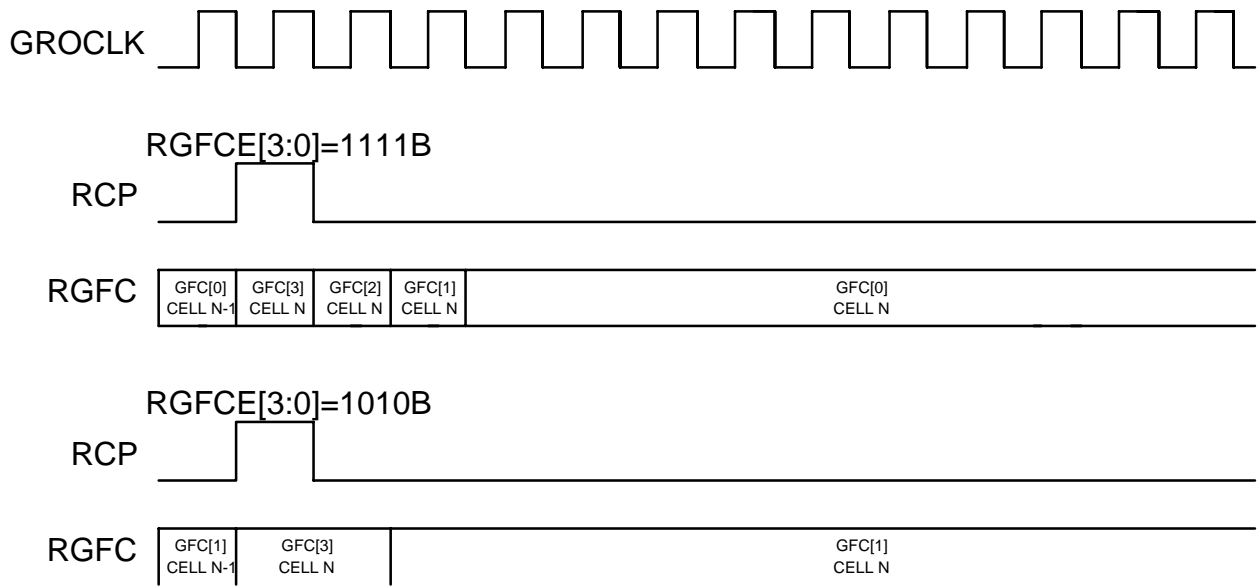 GROCLK
RGFCE[3:0]=1111B
RCP
RGFC
GFC[0]
CELL N-1
GFC[3]
CELL N
GFC[2]
CELL N
GFC[1]
CELL N
GFC[0]
CELL N
RGFCE[3:0]=1010B
RCP
RGFC
GFC[1]
CELL N-1
GFC[3]
CELL N
GFC[1]
CELL N